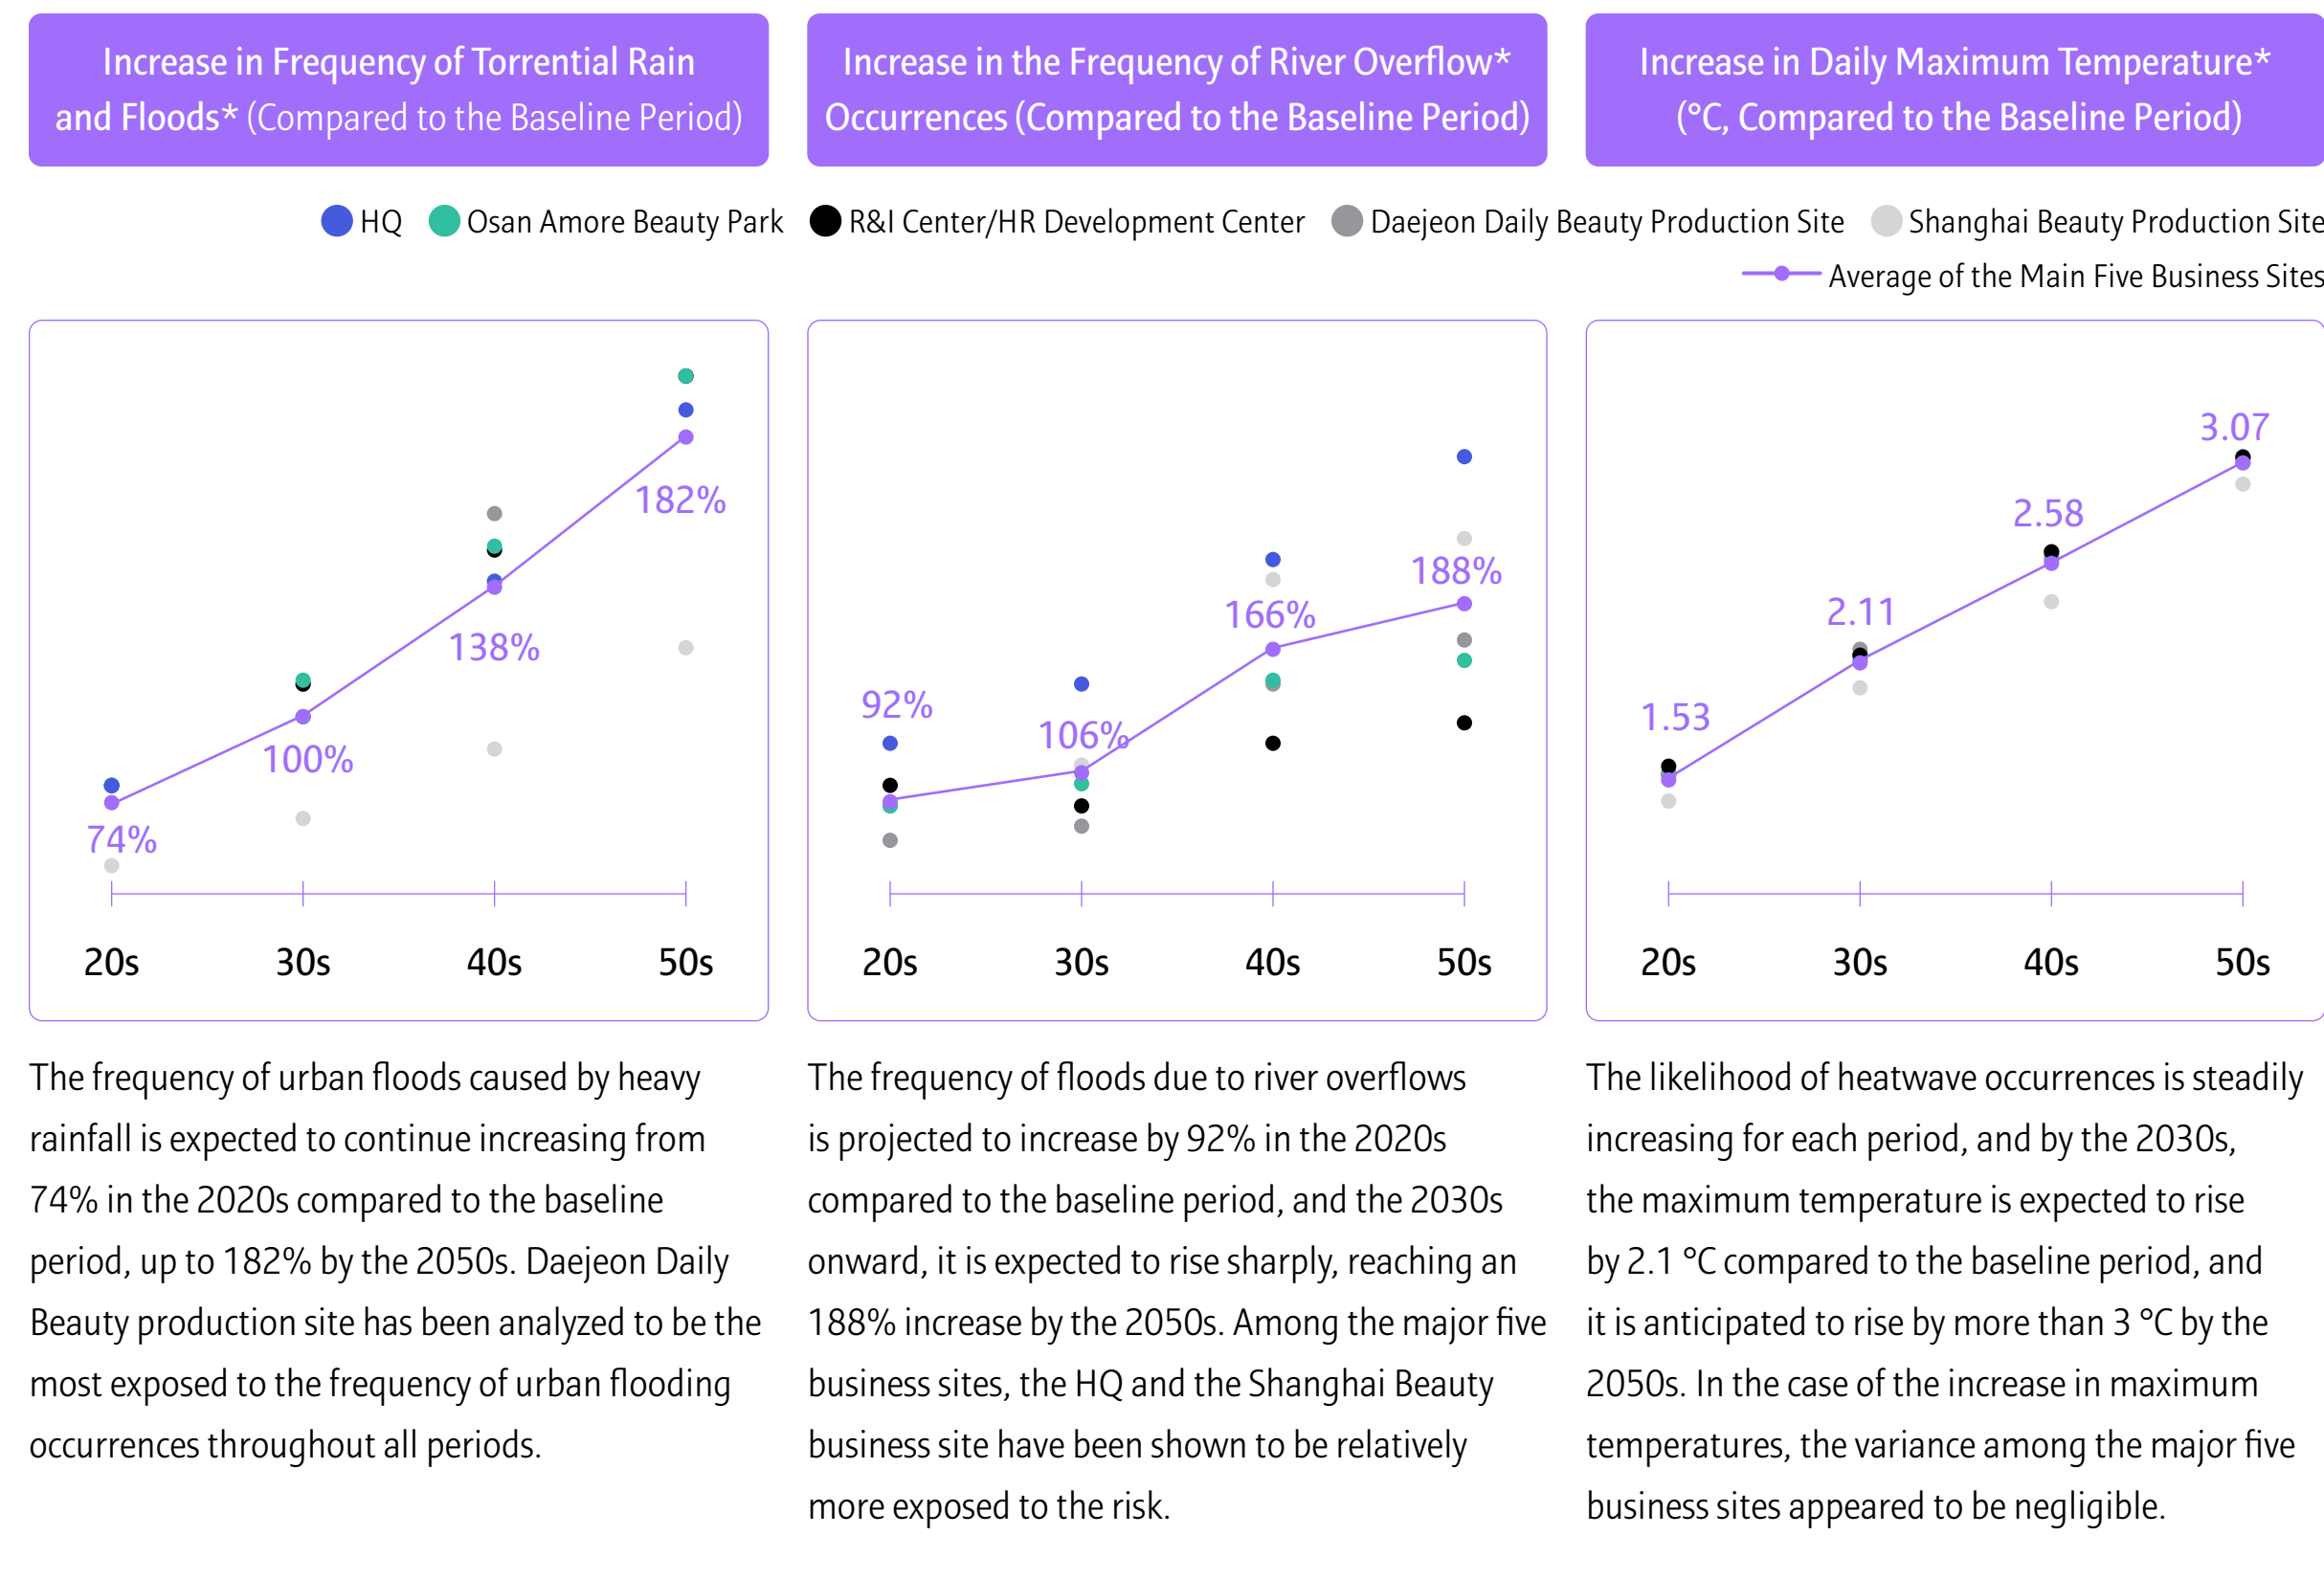 Increase in Frequency of Torrential Rain
and Floods* (Compared to the Baseline Period)
Increase in the Frequency of River Overflow*
Occurrences (Compared to the Baseline Period)
Increase in Daily Maximum Temperature*
(°C, Compared to the Baseline Period)
HQ Osan Amore Beauty Park R&I Center/HR Development Center Daejeon Daily Beauty Production Site Shanghai Beauty Production Site
Average of the Main Five Business Sites
182%
138%
100%
74%
20s 30s 40s 50s
188%
166%
92%
106%
20s 30s 40s 50s
3.07
2.58
2.11
1.53
20s 30s 40s 50s
The frequency of urban floods caused by heavy
rainfall is expected to continue increasing from
74% in the 2020s compared to the baseline
period, up to 182% by the 2050s. Daejeon Daily
Beauty production site has been analyzed to be the
most exposed to the frequency of urban flooding
occurrences throughout all periods.
The frequency of floods due to river overflows
is projected to increase by 92% in the 2020s
compared to the baseline period, and the 2030s
onward, it is expected to rise sharply, reaching an
188% increase by the 2050s. Among the major five
business sites, the HQ and the Shanghai Beauty
business site have been shown to be relatively
more exposed to the risk.
The likelihood of heatwave occurrences is steadily
increasing for each period, and by the 2030s,
the maximum temperature is expected to rise
by 2.1 °C compared to the baseline period, and
it is anticipated to rise by more than 3 °C by the
2050s. In the case of the increase in maximum
temperatures, the variance among the major five
business sites appeared to be negligible.